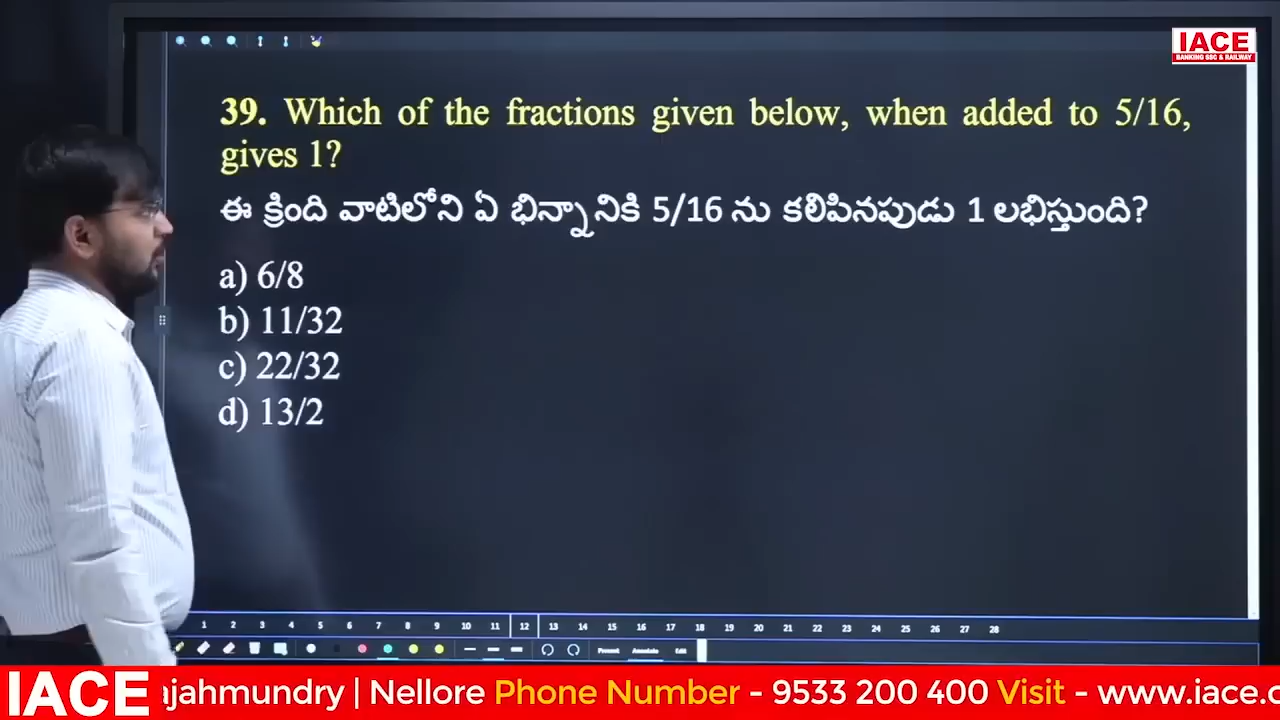 IACE
BANKING SSC & RAILWAY
39. Which of the fractions given below, when added to 5/16,
gives 1?
ఈ క్రింది వాటిలోని ఏ భిన్నానికి 5/16 ను కలిపినపుడు 1 లభిస్తుంది?
a) 6/8
b) 11/32
c) 22/32
d) 13/2
1 2 3 4 5 6 7 8 9 10 11 12 13 14 15 16 17 18 19 20 21 22 23 24 25 26 27 28
Present Annotate Edit
IACE ajahmundry | Nellore Phone Number - 9533 200 400 Visit - www.iace.c